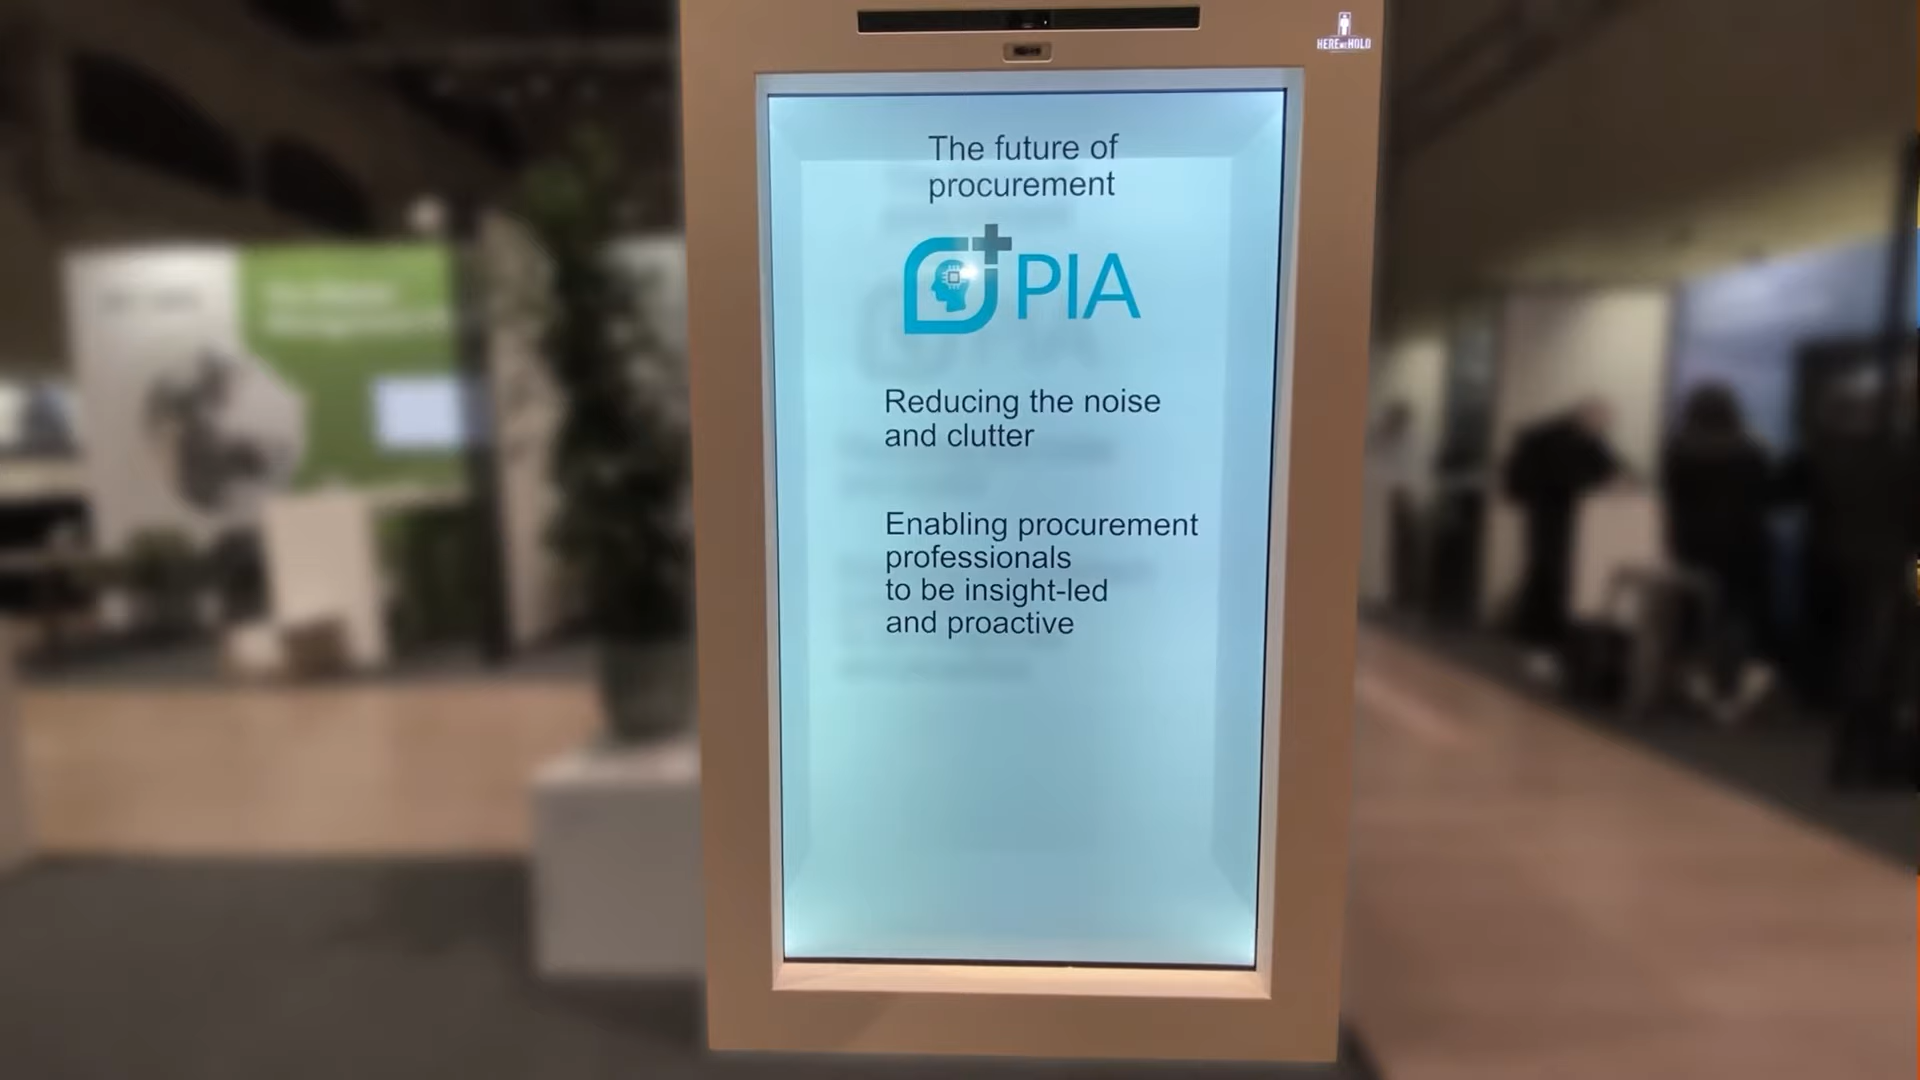 HERE WE HOLO
The future of
procurement
PIA
Reducing the noise
and clutter
Enabling procurement
professionals
to be insight-led
and proactive